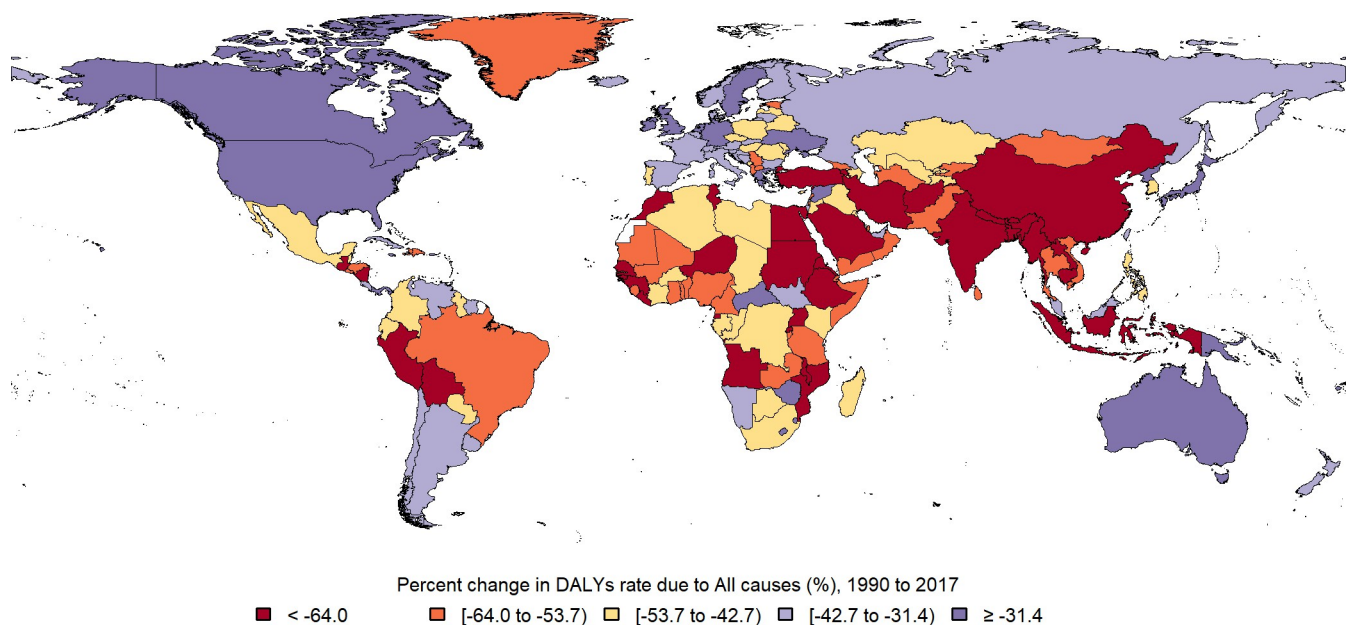 Percent change in DALYs rate due to All causes (%), 1990 to 2017
< -64.0 [-64.0 to -53.7) [-53.7 to -42.7) [-42.7 to -31.4) ≥ -31.4